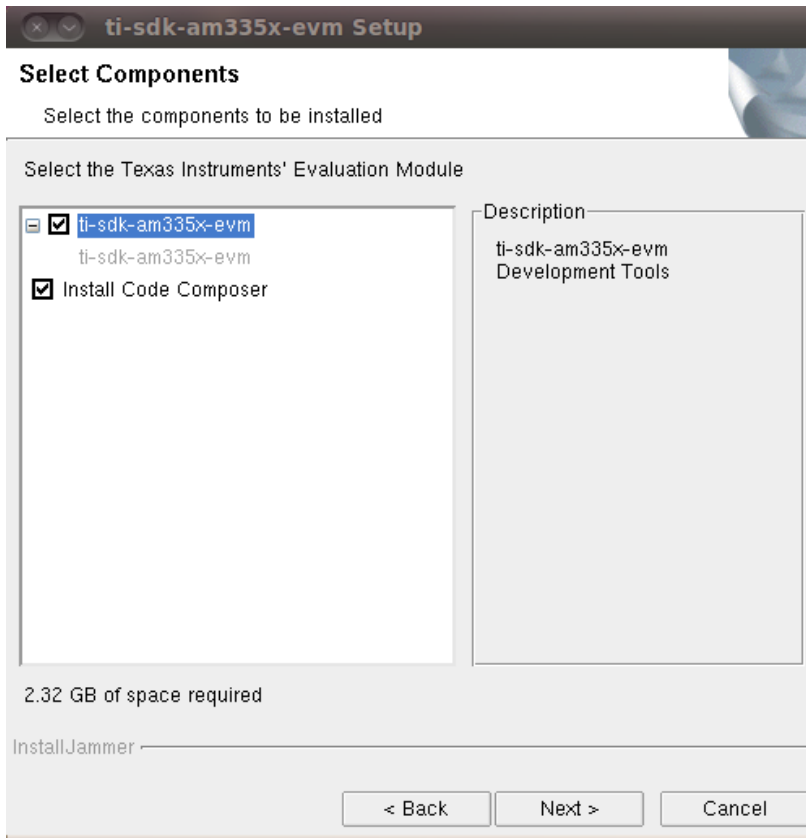 ti-sdk-am335x-evm Setup
Select Components
Select the components to be installed
Select the Texas Instruments' Evaluation Module
ti-sdk-am335x-evm
ti-sdk-am335x-evm
Install Code Composer
Description
ti-sdk-am335x-evm
Development Tools
2.32 GB of space required
InstallJammer
< Back Next > Cancel